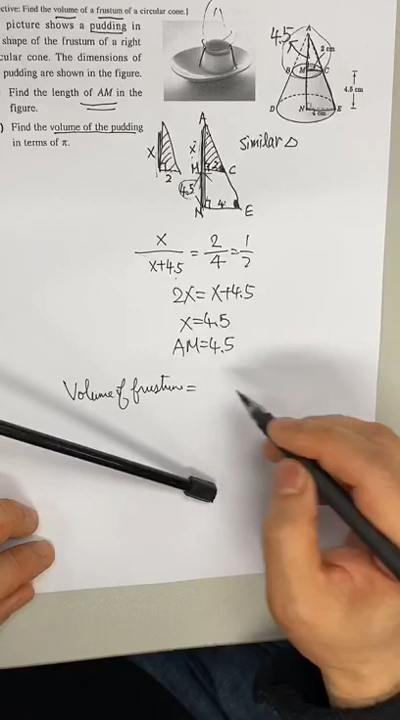 ctive: Find the volume of a frustum of a circular cone.]
picture shows a pudding in
shape of the frustum of a right
cular cone. The dimensions of
pudding are shown in the figure.
Find the length of AM in the
figure.
) Find the volume of the pudding
in terms of π.
4.5
A
2 cm
B M C
4.5 cm
D N E
4 cm
A
x x
2 M 2 C
4.5
N 4 E
similar △
x/(x+4.5) = 2/4 = 1/2
2x = x+4.5
x=4.5
AM=4.5
Volume of frustum =